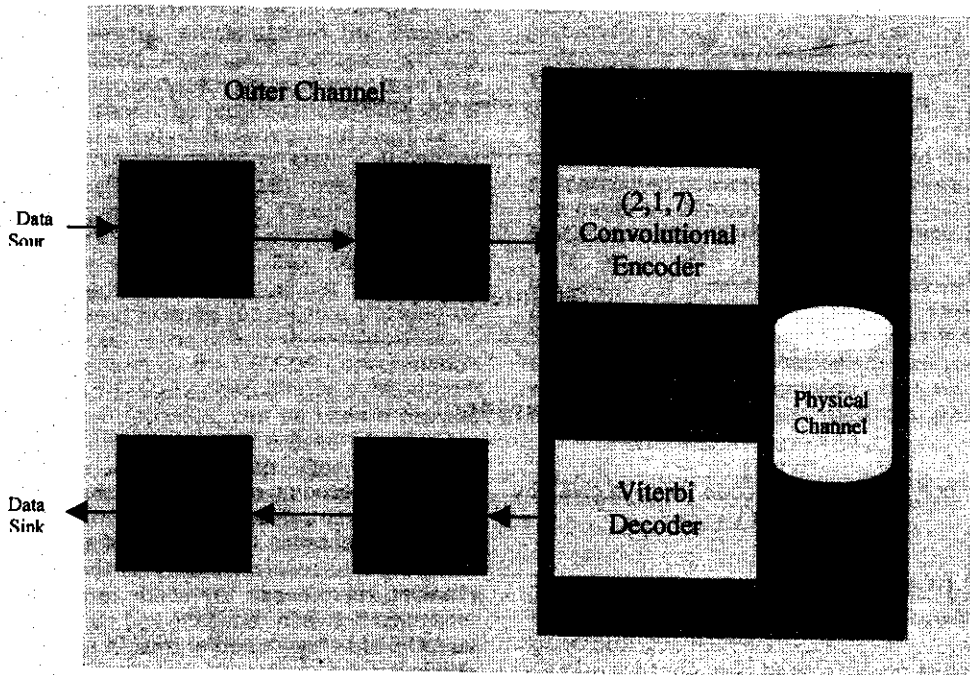 Outer Channel
(2,1,7)
Convolutional
Encoder
Data
Sour
Physical
Channel
Viterbi
Decoder
Data
Sink